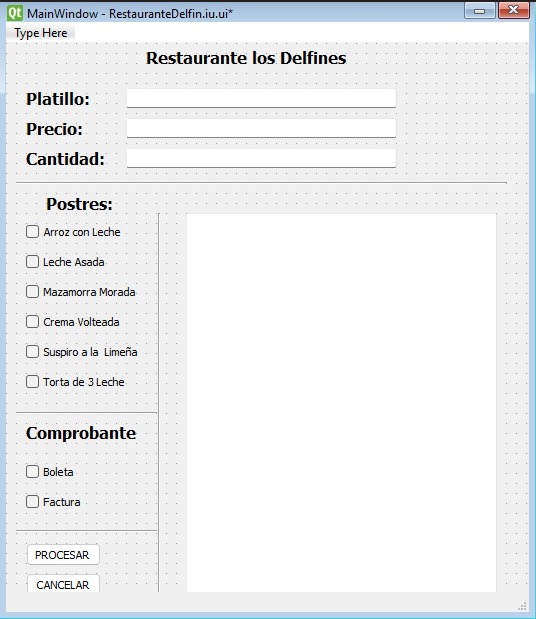 Qt MainWindow - RestauranteDelfin.iu.ui*
Type Here
Restaurante los Delfines
Platillo:
Precio:
Cantidad:
Postres:
Arroz con Leche
Leche Asada
Mazamorra Morada
Crema Volteada
Suspiro a la Limeña
Torta de 3 Leche
Comprobante
Boleta
Factura
PROCESAR
CANCELAR